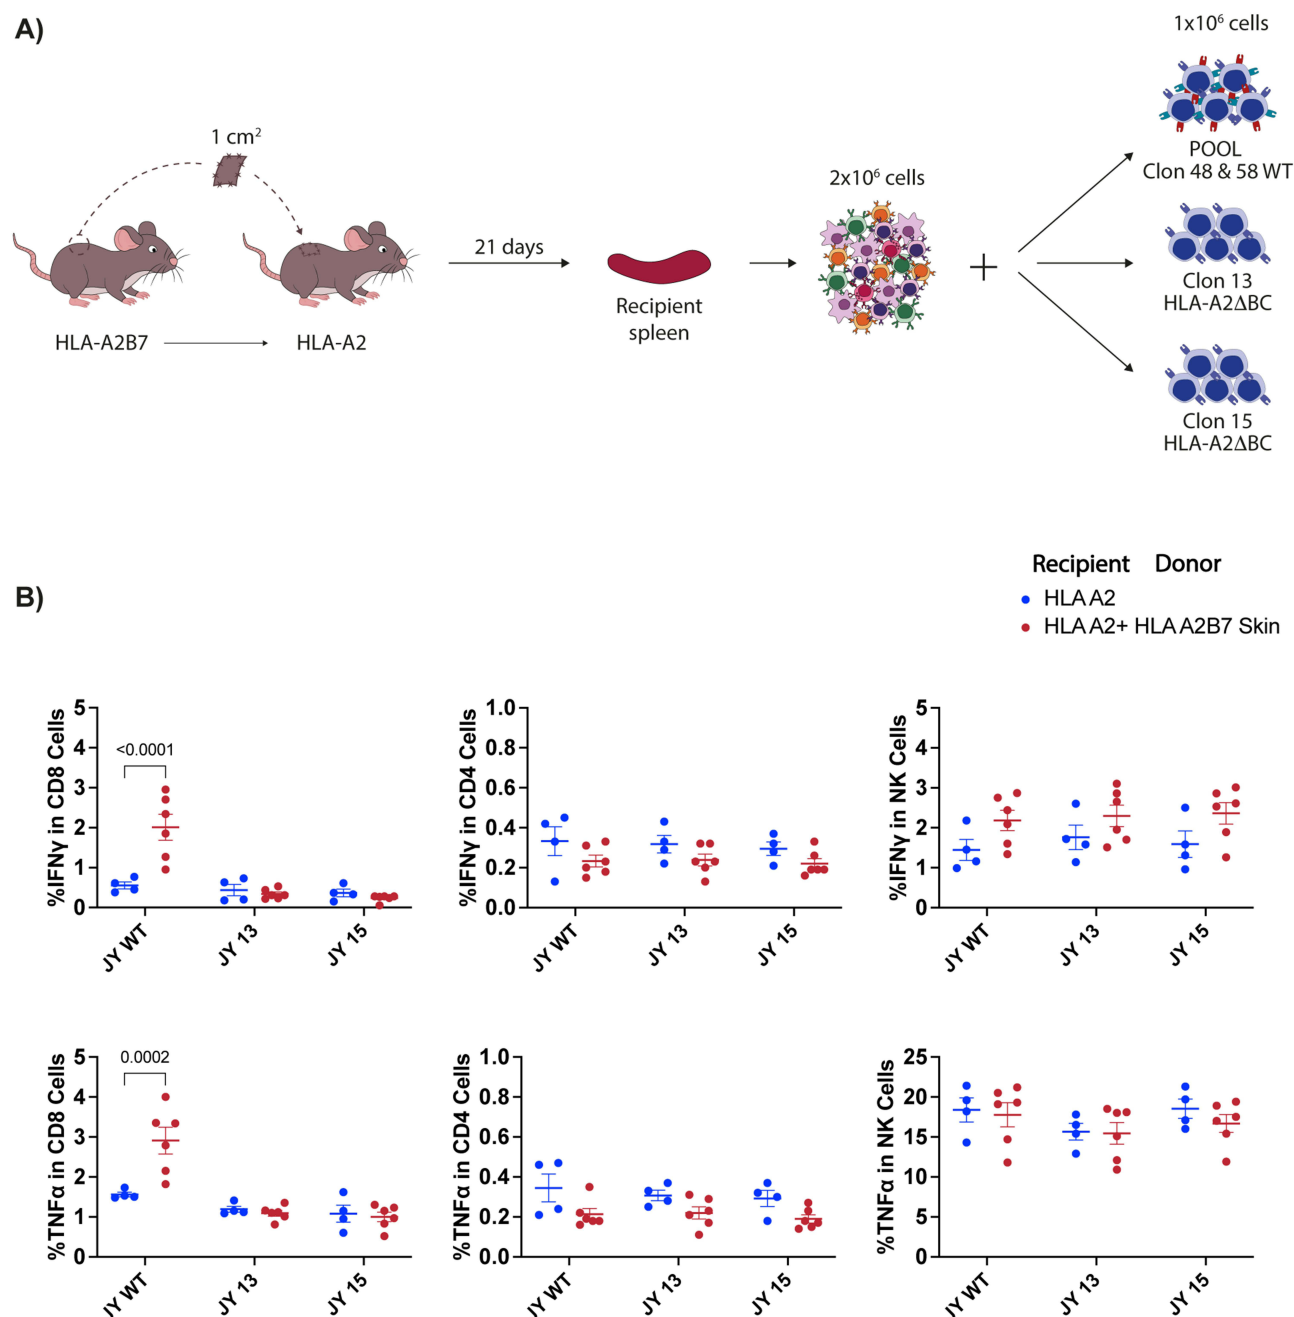 A)
1 cm²
HLA-A2B7
HLA-A2
21 days
Recipient
spleen
2x10⁶ cells
+
1x10⁶ cells
POOL
Clon 48 & 58 WT
Clon 13
HLA-A2ΔBC
Clon 15
HLA-A2ΔBC
B)
Recipient Donor
HLA A2
HLA A2+ HLA A2B7 Skin
%IFNγ in CD8 Cells
5
4
3
2
1
0
<0.0001
JY WT
JY 13
JY 15
%IFNγ in CD4 Cells
1.0
0.8
0.6
0.4
0.2
0.0
JY WT
JY 13
JY 15
%IFNγ in NK Cells
5
4
3
2
1
0
JY WT
JY 13
JY 15
%TNFα in CD8 Cells
5
4
3
2
1
0
0.0002
JY WT
JY 13
JY 15
%TNFα in CD4 Cells
1.0
0.8
0.6
0.4
0.2
0.0
JY WT
JY 13
JY 15
%TNFα in NK Cells
25
20
15
10
5
0
JY WT
JY 13
JY 15